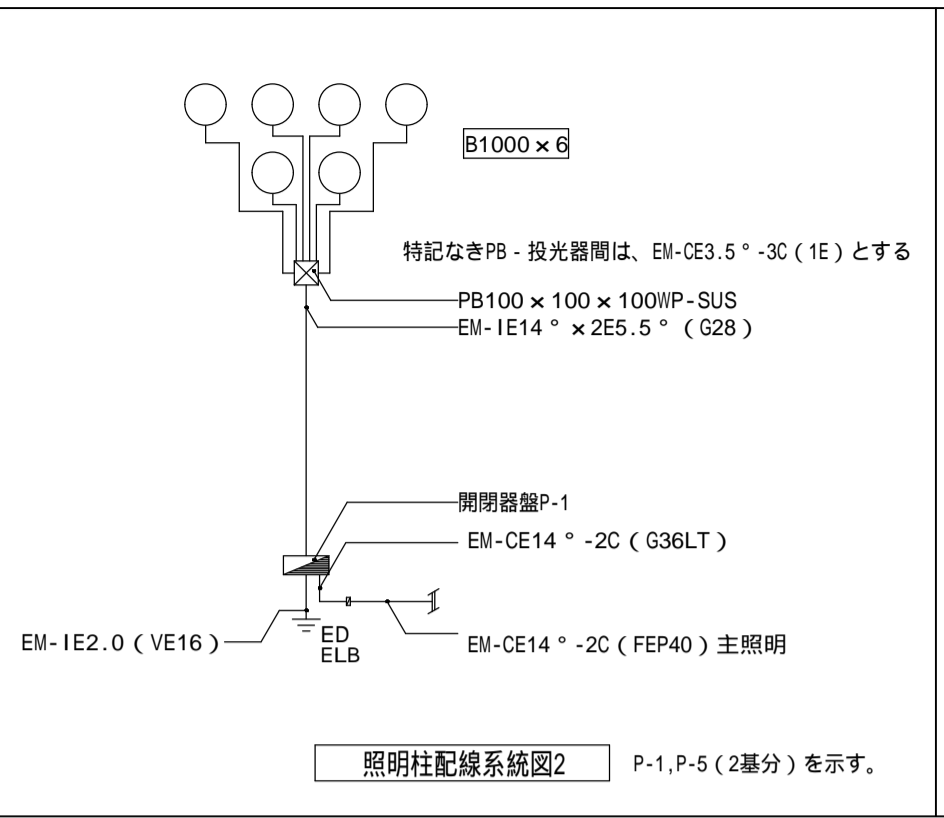 B1000×6
特記なきPB-投光器間は、EM-CE3.5°-3C(1E)とする
PB100×100×100WP-SUS
EM-IE14°×2E5.5°(G28)
開閉器盤P-1
EM-CE14°-2C(G36LT)
EM-IE2.0(VE16)
ED
ELB
EM-CE14°-2C(FEP40)主照明
照明柱配線系統図2
P-1,P-5(2基分)を示す。